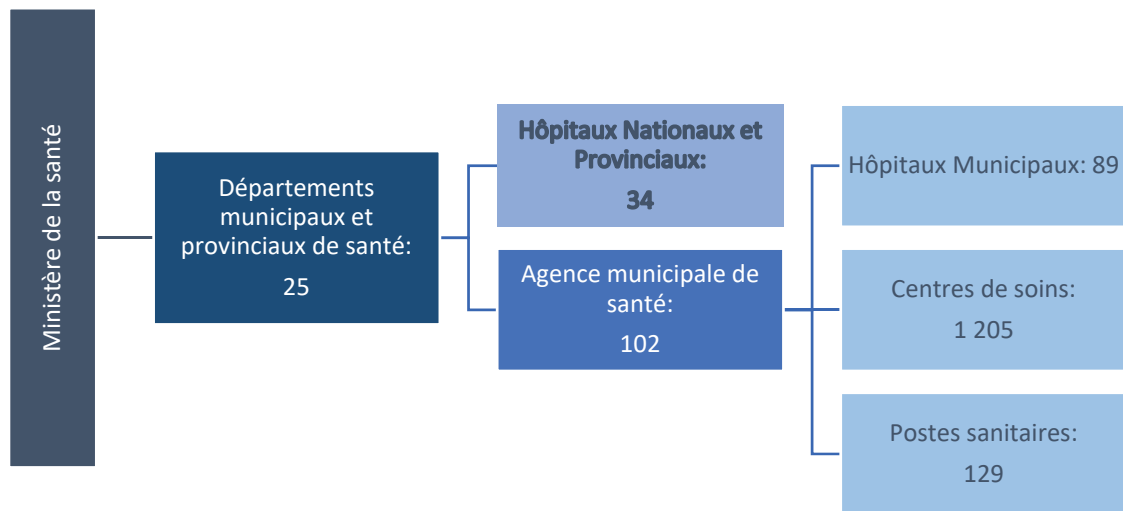 Ministère de la santé
Départements
municipaux et
provinciaux de santé:
25
Hôpitaux Nationaux et
Provinciaux:
34
Agence municipale de
santé:
102
Hôpitaux Municipaux: 89
Centres de soins:
1 205
Postes sanitaires:
129